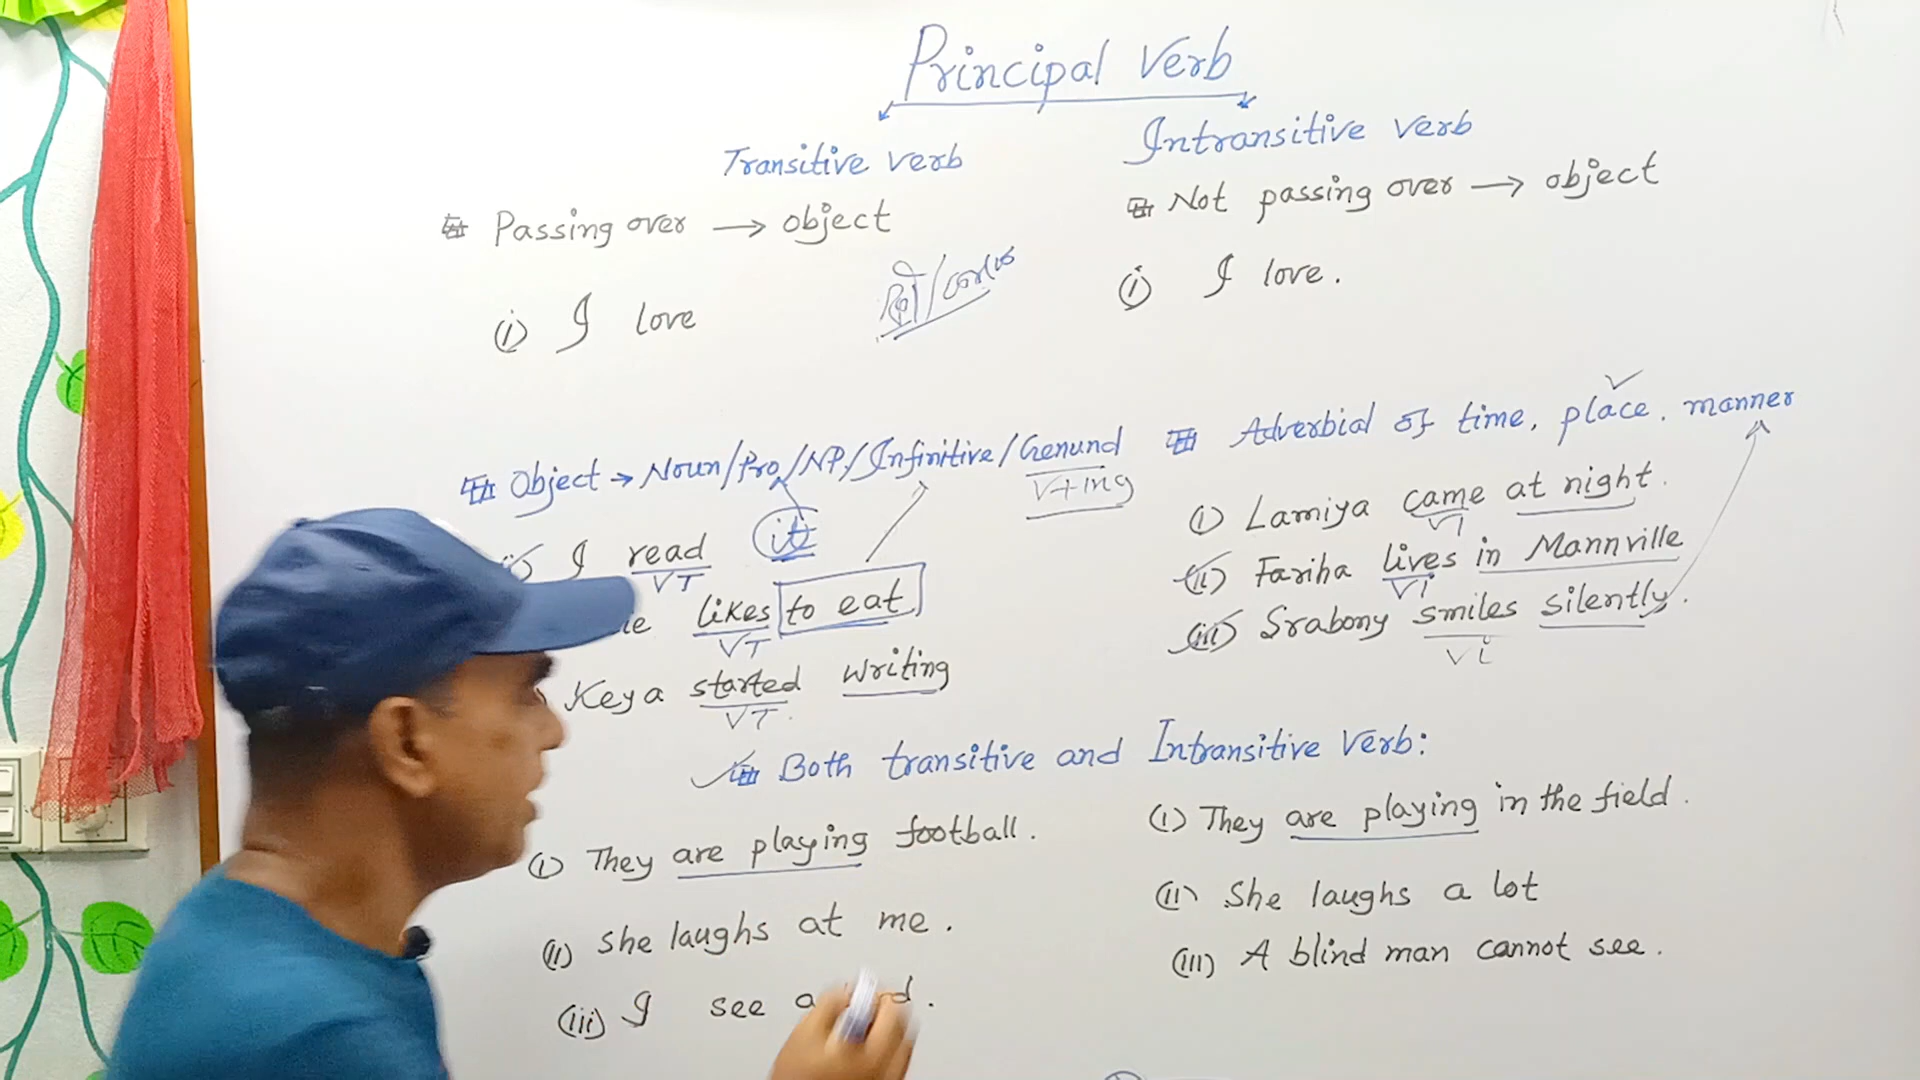 Principal Verb
Transitive verb
Intransitive verb
Passing over → object
Not passing over → object
(i) I love
(i) I love.
Object → Noun/Pro/NP/Infinitive/Gerund
V+ing
Adverbial of time, place, manner
I read it
VT
likes to eat
VT
Keya started writing
VT
(i) Lamiya came at night.
VI
(ii) Fariha lives in Mannville
Vi
(iii) Srabony smiles silently.
Vi
Both transitive and Intransitive verb:
(i) They are playing football.
(ii) She laughs at me.
(iii) I see a
(i) They are playing in the field.
(ii) She laughs a lot
(iii) A blind man cannot see.